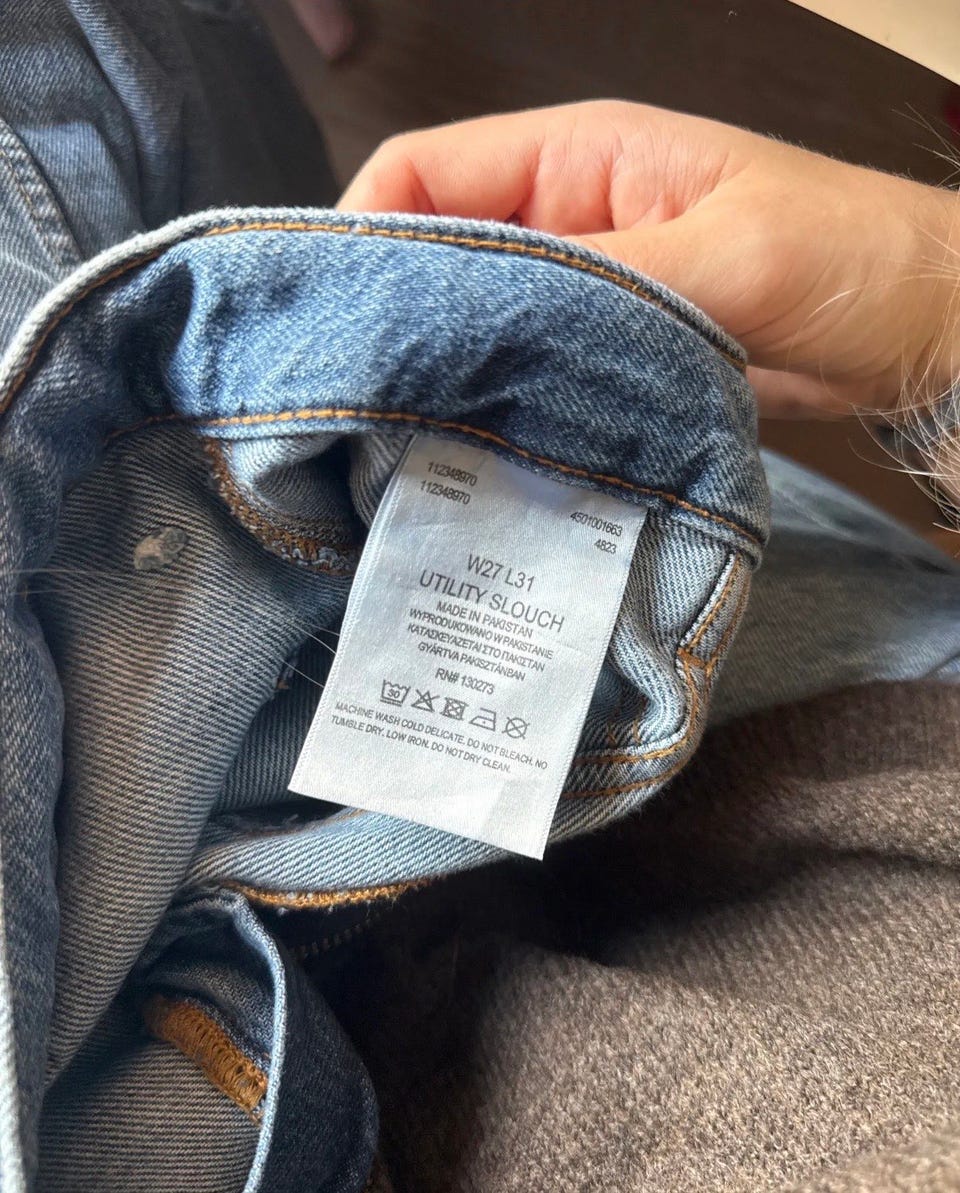 112348970
112348970
4501001663
4823
W27 L31
UTILITY SLOUCH
MADE IN PAKISTAN
WYPRODUKOWANO W PAKISTANIE
ΚΑΤΑΣΚΕΥΑΖΕΤΑΙ ΣΤΟ ΠΑΚΙΣΤΑΝ
GYÁRTVA PAKISZTÁNBAN
RN# 130273
30
MACHINE WASH COLD DELICATE. DO NOT BLEACH. NO
TUMBLE DRY. LOW IRON. DO NOT DRY CLEAN.